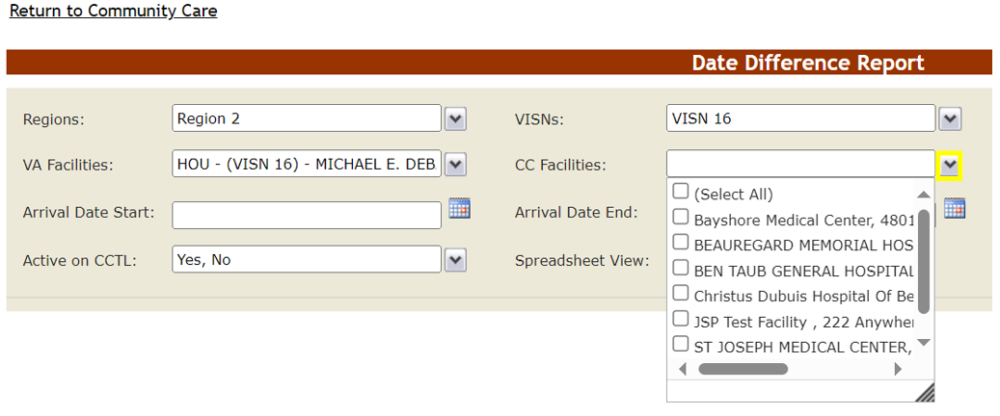 Return to Community Care
Date Difference Report
Regions: Region 2 VISNs: VISN 16
VA Facilities: HOU - (VISN 16) - MICHAEL E. DEB CC Facilities:
(Select All)
Arrival Date Start: Arrival Date End:
Bayshore Medical Center, 4801
BEAUREGARD MEMORIAL HOS
Active on CCTL: Yes, No Spreadsheet View:
BEN TAUB GENERAL HOSPITAL
Christus Dubuis Hospital Of Be
JSP Test Facility , 222 Anywhe
ST JOSEPH MEDICAL CENTER,